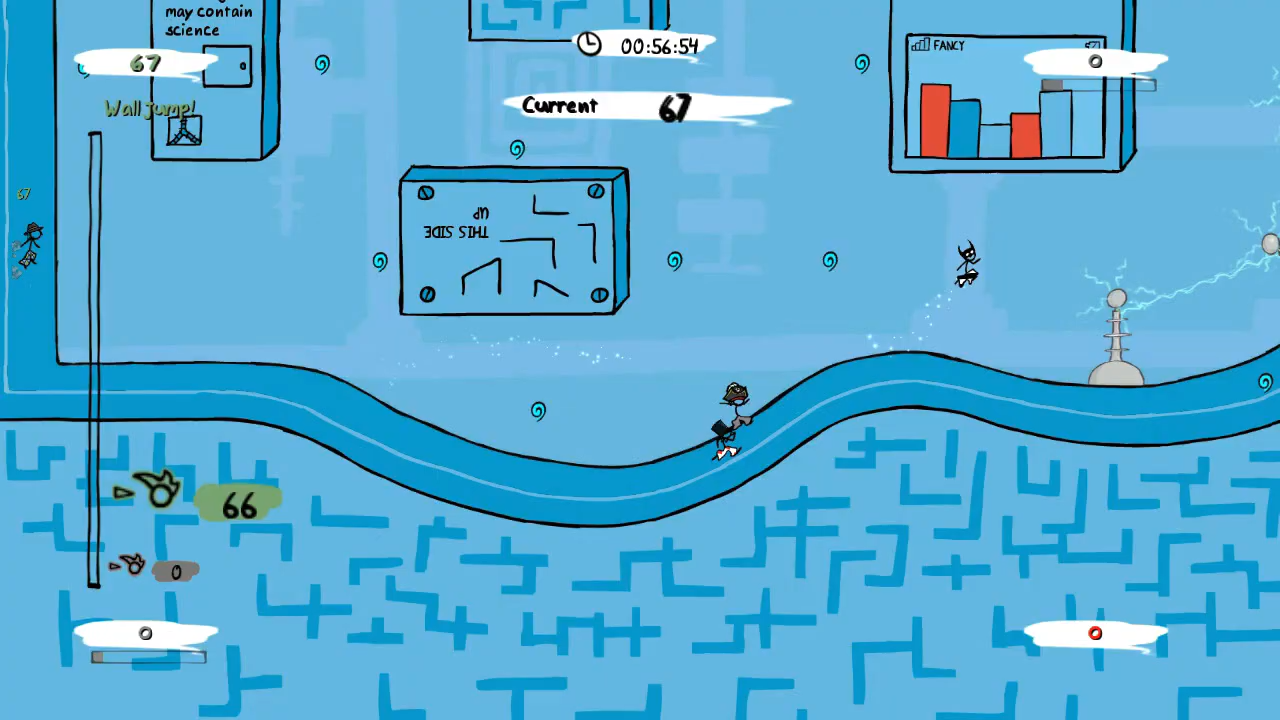 may contain
science
00:56:54
67
FANCY
Current 67
Wall jump!
67
UP
THIS SIDE
66
0
0
0
0